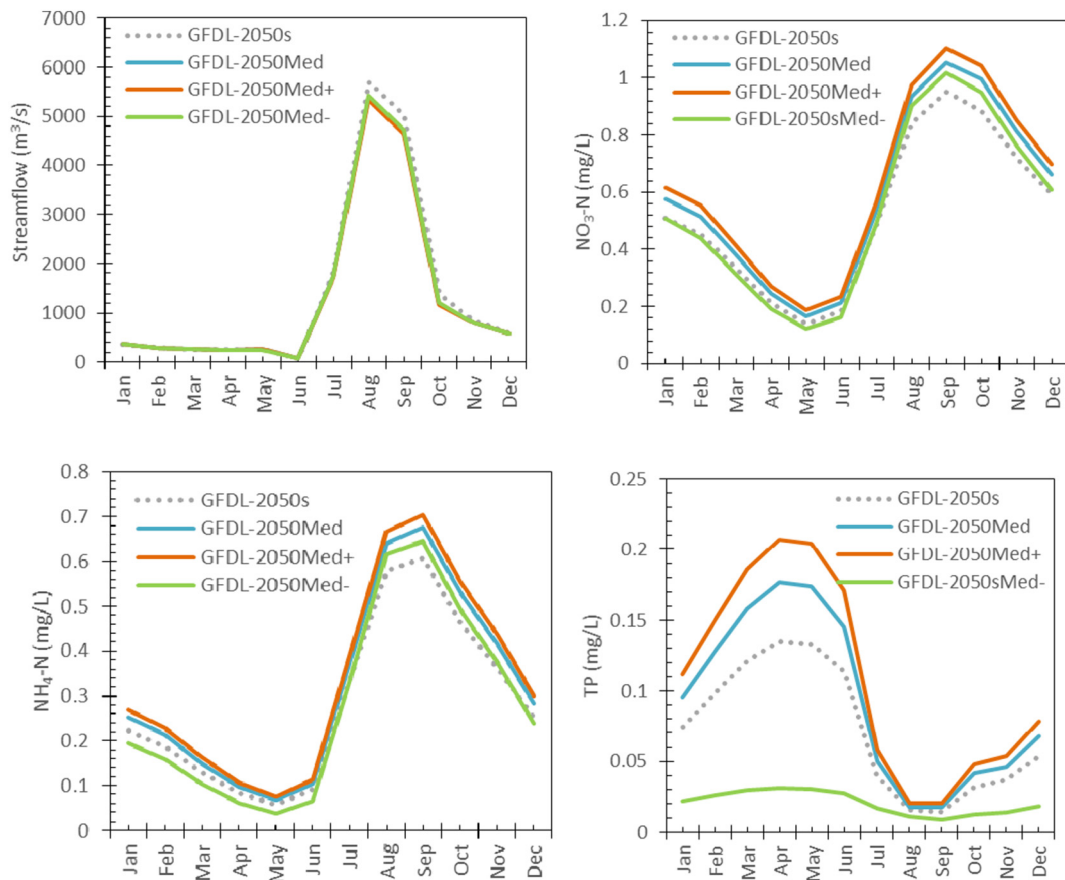 7000
6000
5000
4000
3000
2000
1000
0
Streamflow (m³/s)
GFDL-2050s
GFDL-2050Med
GFDL-2050Med+
GFDL-2050Med-
Jan Feb Mar Apr May Jun Jul Aug Sep Oct Nov Dec
1.2
1
0.8
0.6
0.4
0.2
0
NO₃-N (mg/L)
GFDL-2050s
GFDL-2050Med
GFDL-2050Med+
GFDL-2050sMed-
Jan Feb Mar Apr May Jun Jul Aug Sep Oct Nov Dec
0.8
0.7
0.6
0.5
0.4
0.3
0.2
0.1
0
NH₄-N (mg/L)
GFDL-2050s
GFDL-2050Med
GFDL-2050Med+
GFDL-2050Med-
Jan Feb Mar Apr May Jun Jul Aug Sep Oct Nov Dec
0.25
0.2
0.15
0.1
0.05
0
TP (mg/L)
GFDL-2050s
GFDL-2050Med
GFDL-2050Med+
GFDL-2050sMed-
Jan Feb Mar Apr May Jun Jul Aug Sep Oct Nov Dec